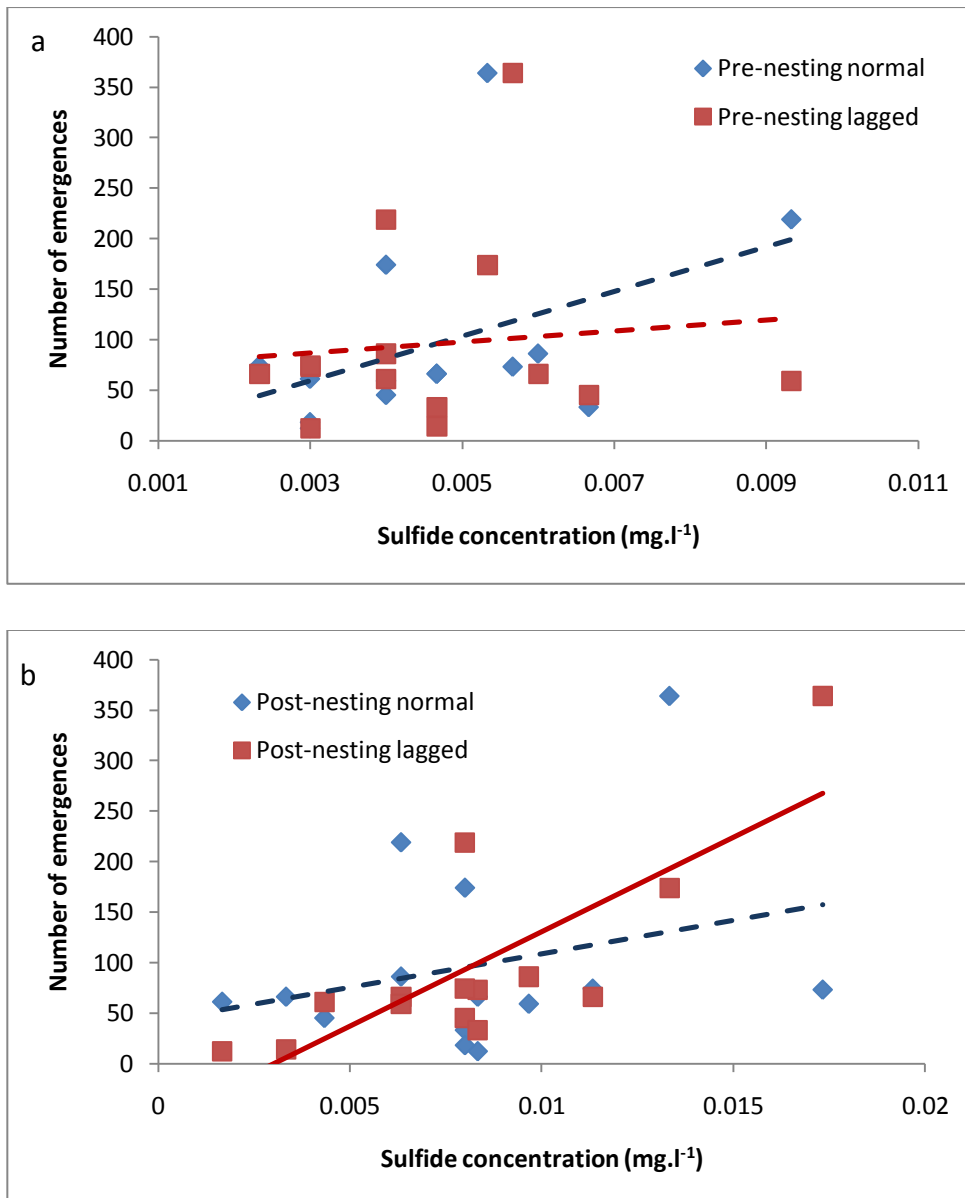 a
400
350
300
250
200
150
100
50
0
Number of emergences
Pre-nesting normal
Pre-nesting lagged
0.001 0.003 0.005 0.007 0.009 0.011
Sulfide concentration (mg.l⁻¹)
b
400
350
300
250
200
150
100
50
0
Number of emergences
Post-nesting normal
Post-nesting lagged
0 0.005 0.01 0.015 0.02
Sulfide concentration (mg.l⁻¹)